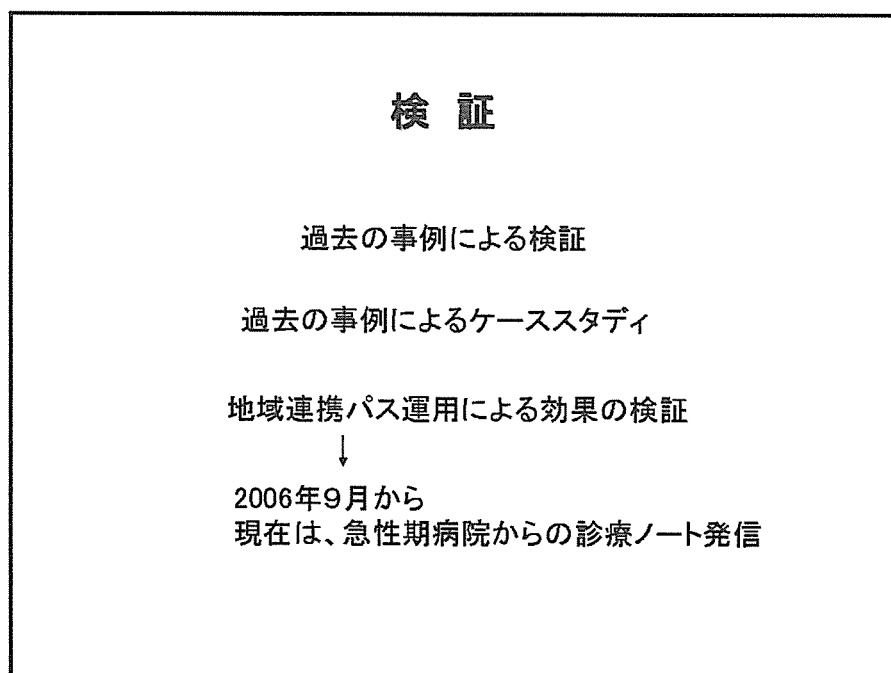 検 証
過去の事例による検証
過去の事例によるケーススタディ
地域連携パス運用による効果の検証
↓
2006年9月から
現在は、急性期病院からの診療ノート発信